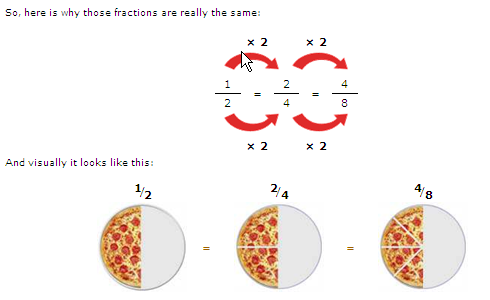 So, here is why those fractions are really the same:
× 2 × 2
1/2 = 2/4 = 4/8
× 2 × 2
And visually it looks like this:
1/2 2/4 4/8
= =